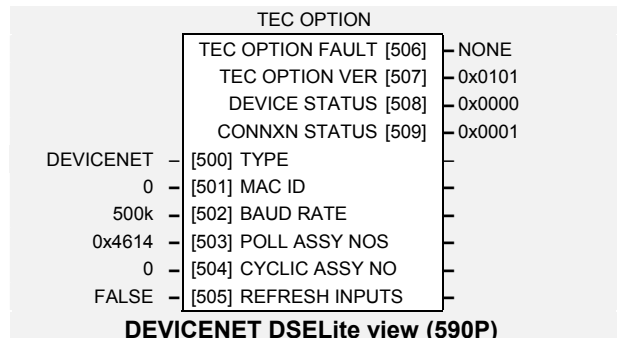 TEC OPTION
TEC OPTION FAULT [506] – NONE
TEC OPTION VER [507] – 0x0101
DEVICE STATUS [508] – 0x0000
CONNXN STATUS [509] – 0x0001
DEVICENET – [500] TYPE –
0 – [501] MAC ID –
500k – [502] BAUD RATE –
0x4614 – [503] POLL ASSY NOS –
0 – [504] CYCLIC ASSY NO –
FALSE – [505] REFRESH INPUTS –
DEVICENET DSELite view (590P)